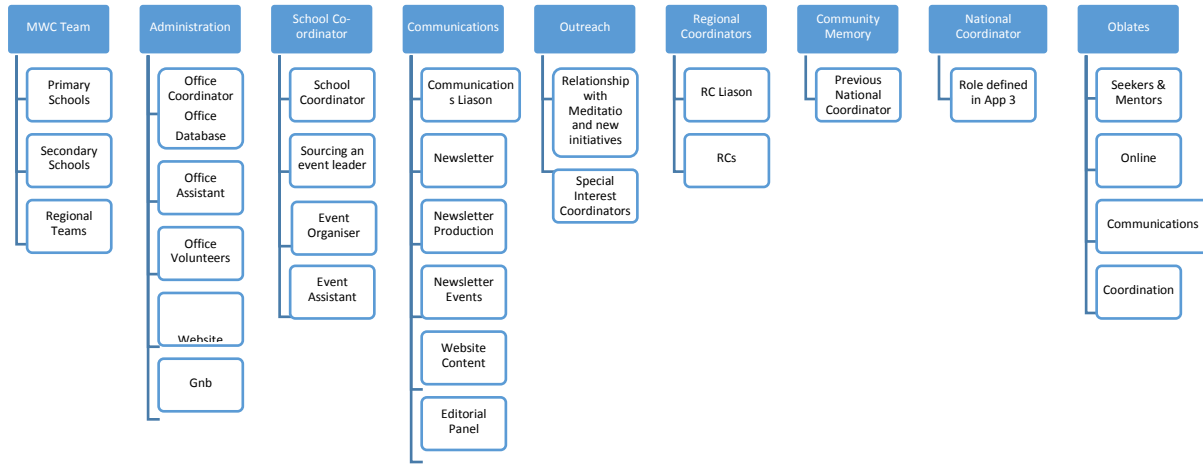 MWC Team
Primary
Schools
Secondary
Schools
Regional
Teams
Administration
Office
Coordinator
Office
Database
Office
Assistant
Office
Volunteers
Website
Gnb
School Co-
ordinator
School
Coordinator
Sourcing an
event leader
Event
Organiser
Event
Assistant
Communications
Communication
s Liason
Newsletter
Newsletter
Production
Newsletter
Events
Website
Content
Editorial
Panel
Outreach
Relationship
with
Meditatio
and new
initiatives
Special
Interest
Coordinators
Regional
Coordinators
RC Liason
RCs
Community
Memory
Previous
National
Coordinator
National
Coordinator
Role defined
in App 3
Oblates
Seekers &
Mentors
Online
Communications
Coordination